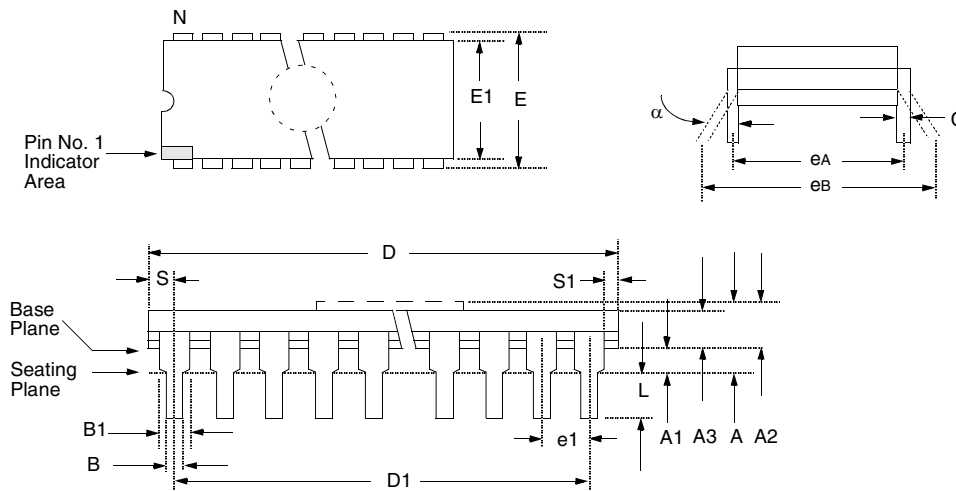 N
E1
E
Pin No. 1
Indicator
Area
α
C
eA
eB
D
S
S1
Base
Plane
Seating
Plane
L
B1
e1
A1
A3
A
A2
B
D1